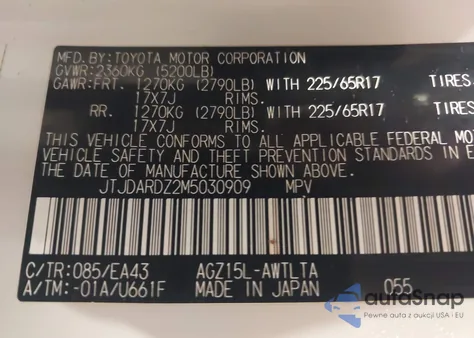 MFD.BY:TOYOTA MOTOR CORPORATION
GVWR:2360KG (5200LB)
GAWR:FRT. 1270KG (2790LB) WITH 225/65R17 TIRES
17X7J RIMS.
RR. 1270KG (2790LB) WITH 225/65R17 TIRES
17X7J RIMS.
THIS VEHICLE CONFORMS TO ALL APPLICABLE FEDERAL
VEHICLE SAFETY AND THEFT PREVENTION STANDARDS IN
THE DATE OF MANUFACTURE SHOWN ABOVE.
JTJDARDZ2M5030909 MPV
C/TR:085/EA43 AGZ15L-AWTLTA
A/TM:-01A/U661F MADE IN JAPAN 055
autoSnap
Pewne auta z aukcji USA i EU